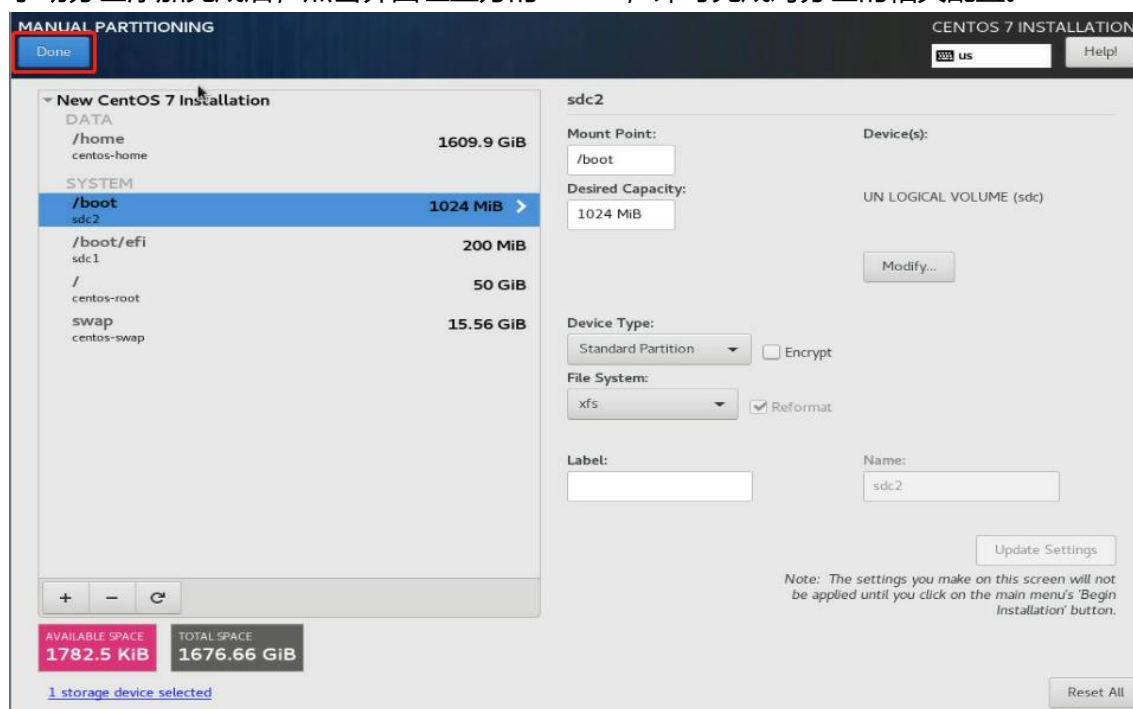 MANUAL PARTITIONING
CENTOS 7 INSTALLATION
Done
us
Help!
New CentOS 7 Installation
DATA
/home
1609.9 GiB
centos-home
SYSTEM
/boot
1024 MiB
sdc2
/boot/efi
200 MiB
sdc1
/
50 GiB
centos-root
swap
15.56 GiB
centos-swap
sdc2
Mount Point:
/boot
Device(s):
Desired Capacity:
1024 MiB
UN LOGICAL VOLUME (sdc)
Modify...
Device Type:
Standard Partition
Encrypt
File System:
xfs
Reformat
Label:
Name:
sdc2
Update Settings
Note: The settings you make on this screen will not
be applied until you click on the main menu's 'Begin
Installation' button.
+ -
AVAILABLE SPACE
1782.5 KiB
TOTAL SPACE
1676.66 GiB
1 storage device selected
Reset All